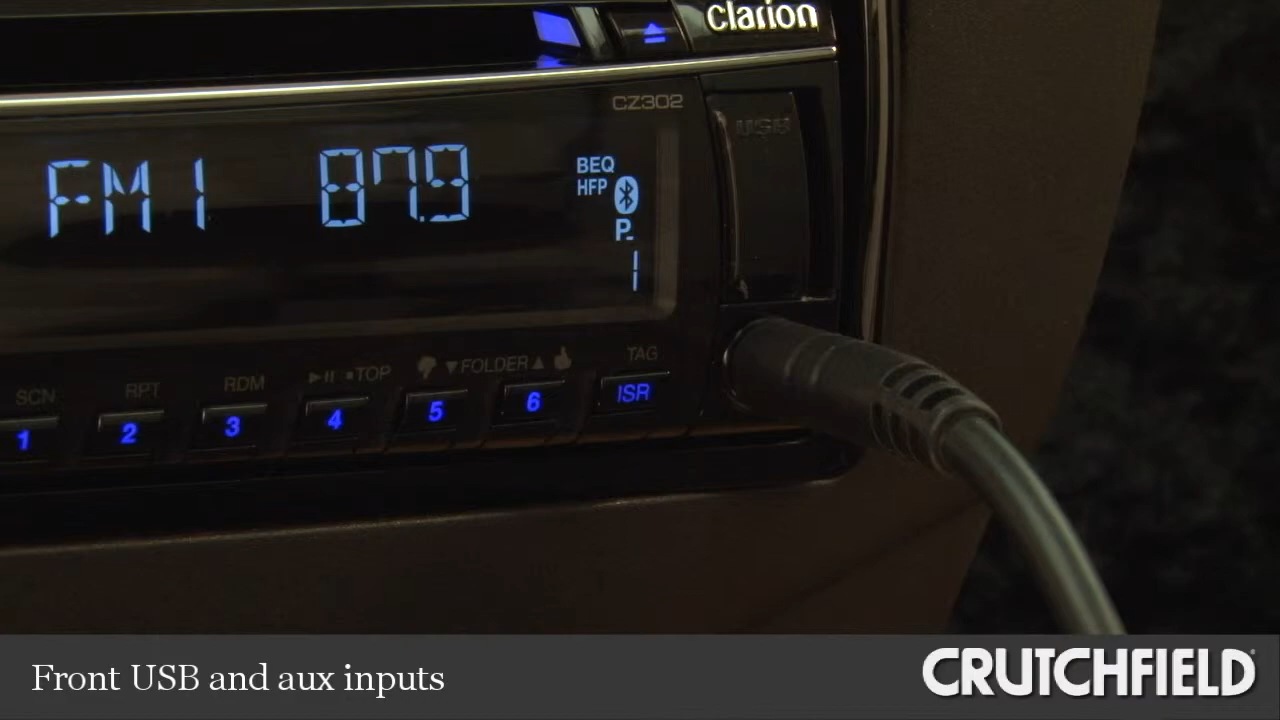 clarion
CZ302
USB
FM1 87.9
BEQ
HFP
P-
1
SCN RPT RDM TOP FOLDER TAG
1 2 3 4 5 6 ISR
Front USB and aux inputs
CRUTCHFIELD